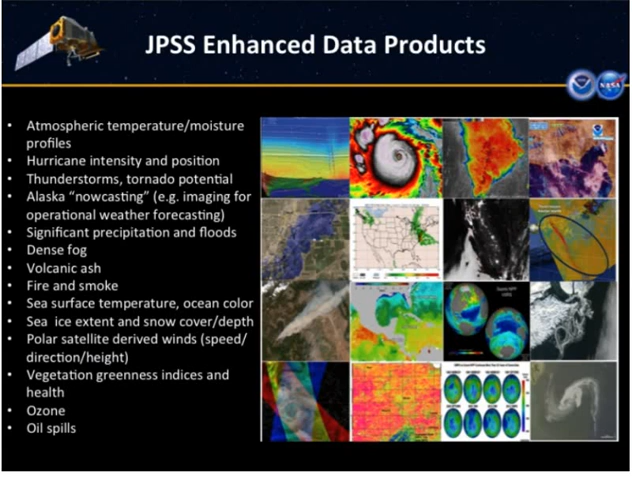 JPSS Enhanced Data Products
NASA
• Atmospheric temperature/moisture
profiles
• Hurricane intensity and position
• Thunderstorms, tornado potential
• Alaska “nowcasting” (e.g. imaging for
operational weather forecasting)
• Significant precipitation and floods
• Dense fog
• Volcanic ash
• Fire and smoke
• Sea surface temperature, ocean color
• Sea ice extent and snow cover/depth
• Polar satellite derived winds (speed/
direction/height)
• Vegetation greenness indices and
health
• Ozone
• Oil spills